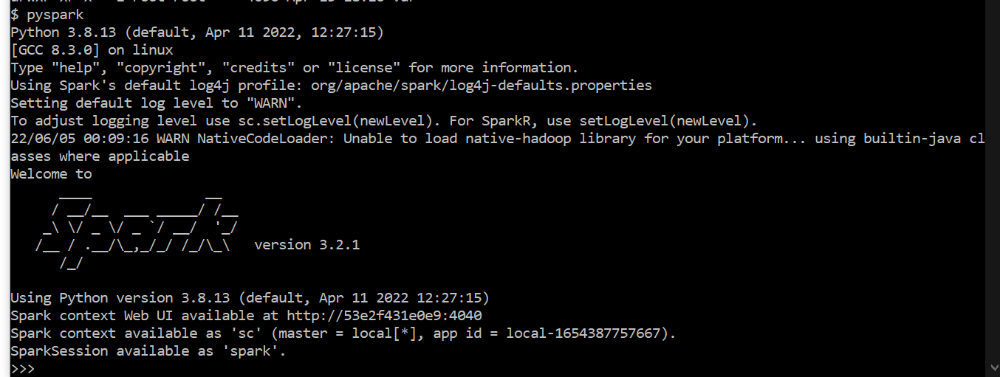 $ pyspark
Python 3.8.13 (default, Apr 11 2022, 12:27:15)
[GCC 8.3.0] on linux
Type "help", "copyright", "credits" or "license" for more information.
Using Spark's default log4j profile: org/apache/spark/log4j-defaults.properties
Setting default log level to "WARN".
To adjust logging level use sc.setLogLevel(newLevel). For SparkR, use setLogLevel(newLevel).
22/06/05 00:09:16 WARN NativeCodeLoader: Unable to load native-hadoop library for your platform... using builtin-java cl
asses where applicable
Welcome to
      ____              __
     / __/__  ___ _____/ /__
    _\ \/ _ \/ _ `/ __/  '_/
   /__ / .__/\_,_/_/ /_/\_\   version 3.2.1
      /_/
Using Python version 3.8.13 (default, Apr 11 2022 12:27:15)
Spark context Web UI available at http://53e2f431e0e9:4040
Spark context available as 'sc' (master = local[*], app id = local-1654387757667).
SparkSession available as 'spark'.
>>>